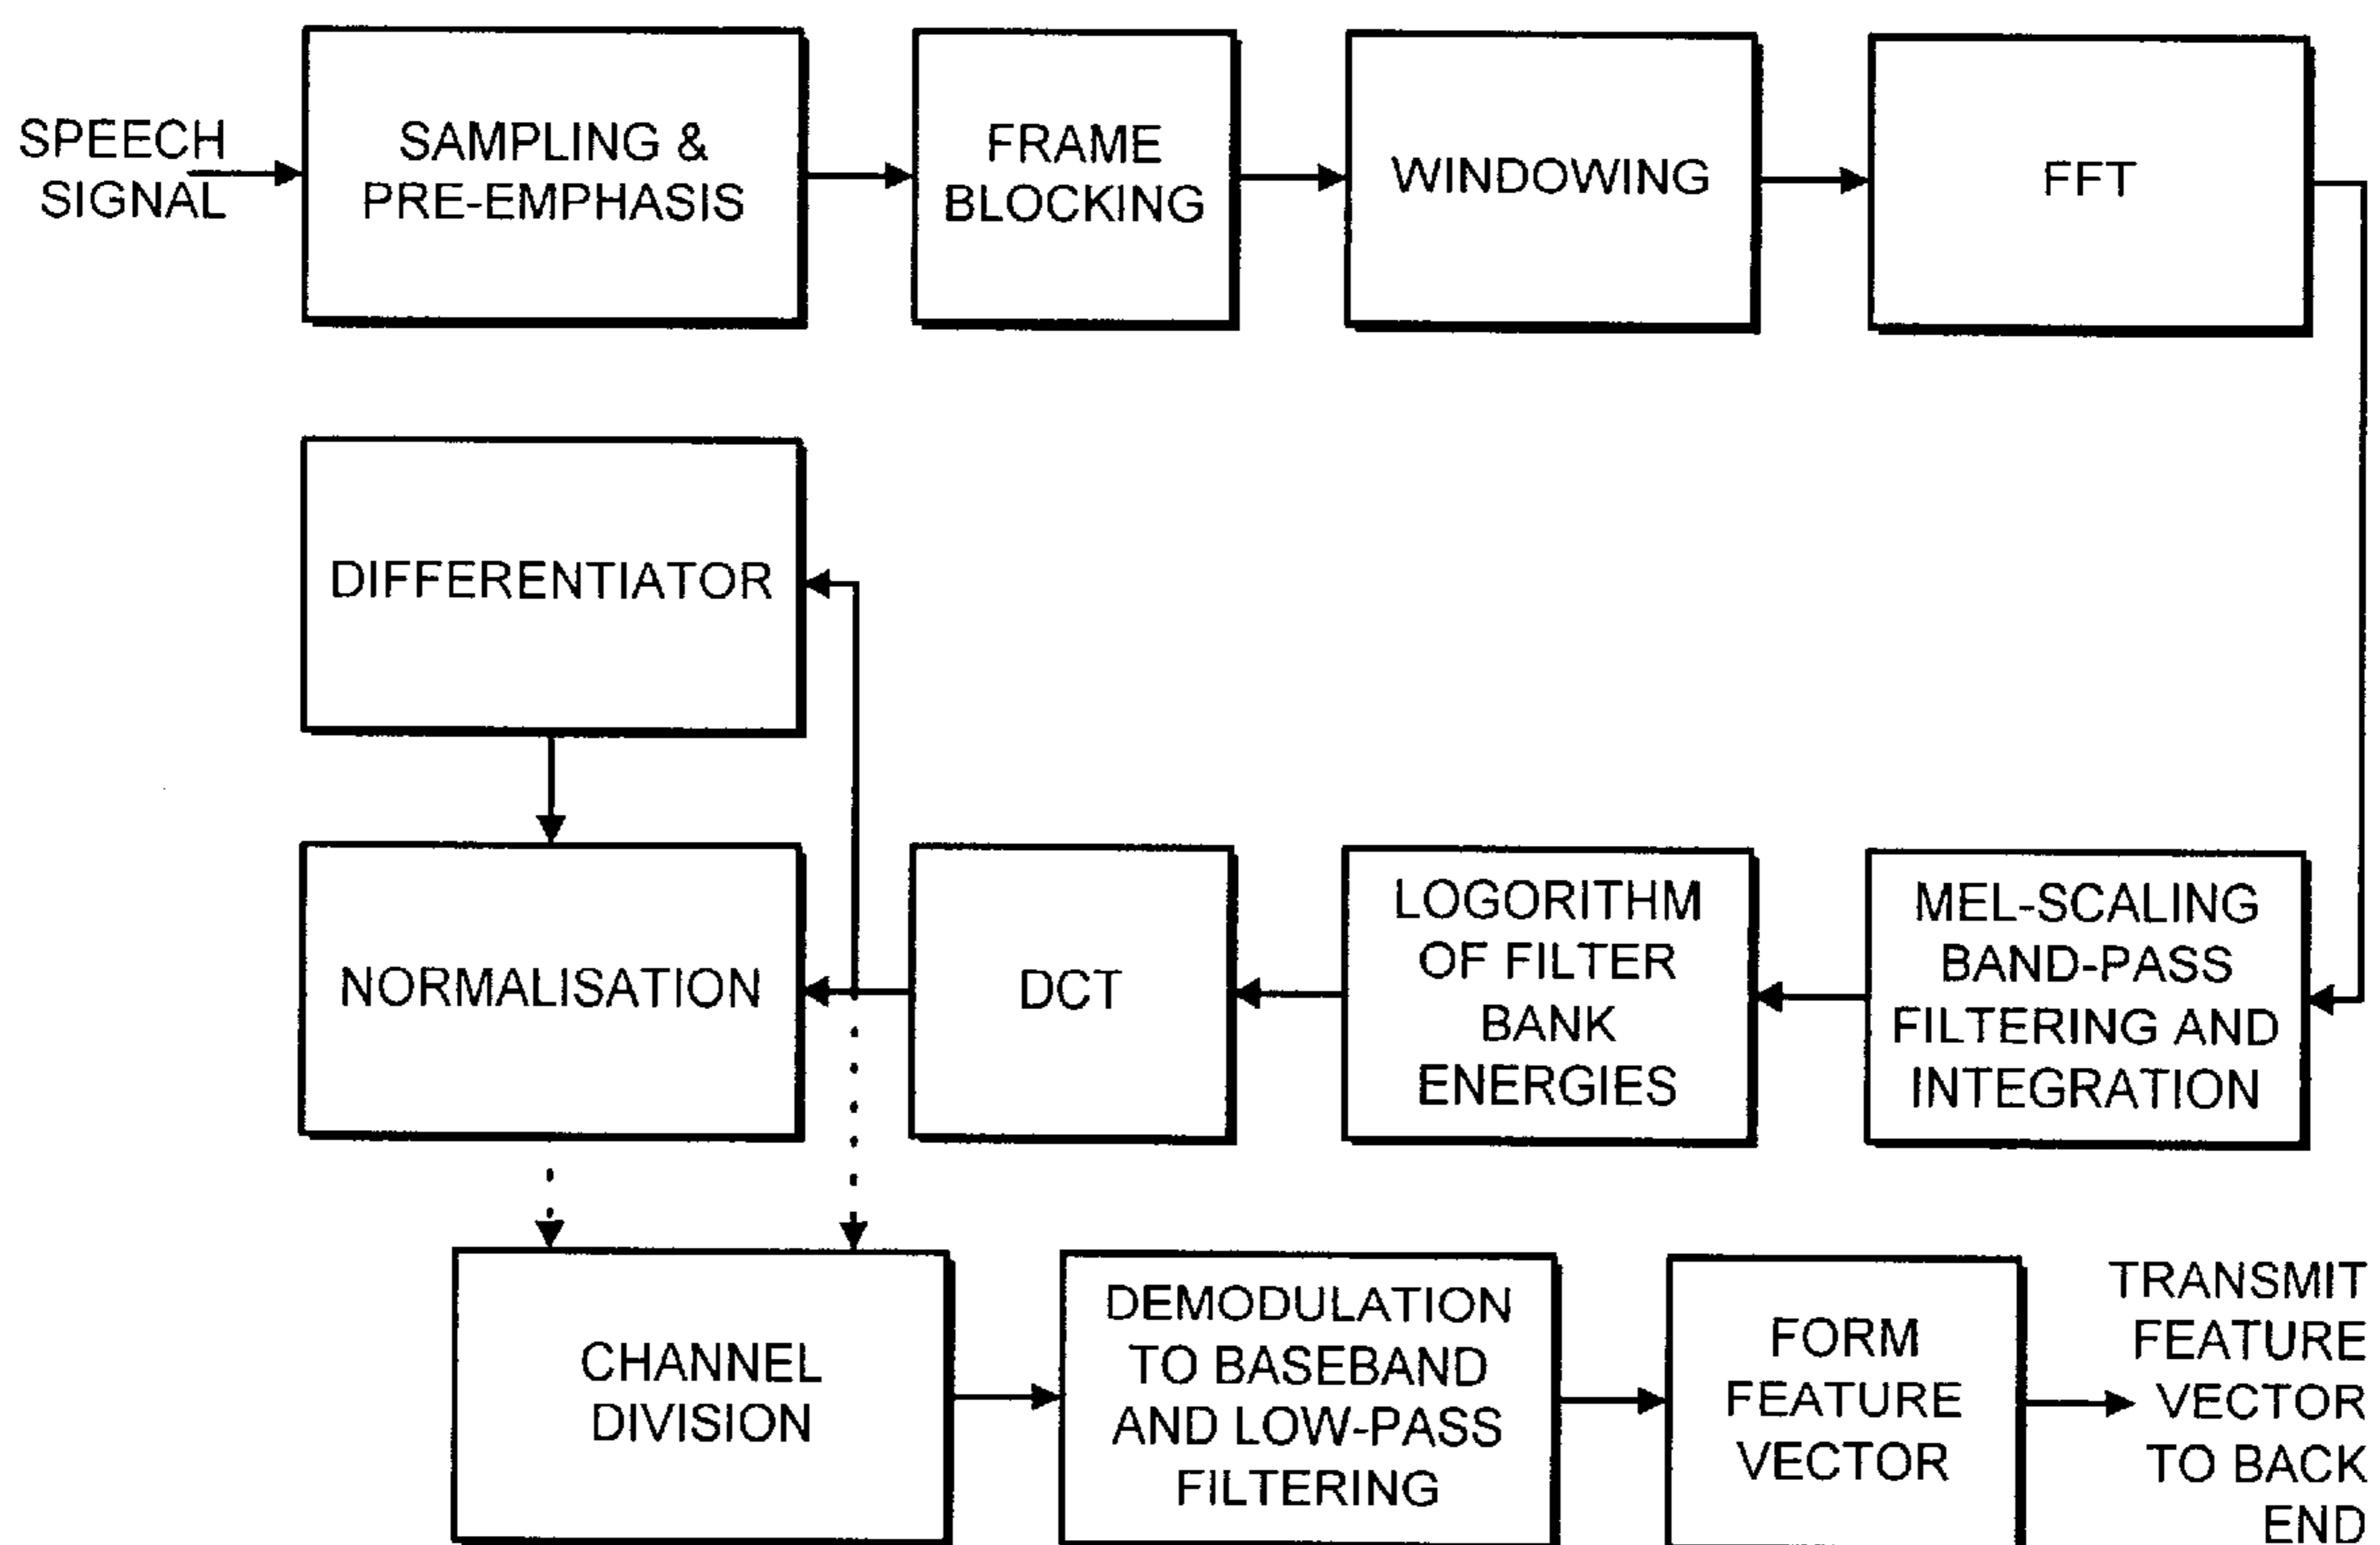 SPEECH
SIGNAL
SAMPLING &
PRE-EMPHASIS
FRAME
BLOCKING
WINDOWING
FFT
DIFFERENTIATOR
NORMALISATION
DCT
LOGORITHM
OF FILTER
BANK
ENERGIES
MEL-SCALING
BAND-PASS
FILTERING AND
INTEGRATION
CHANNEL
DIVISION
DEMODULATION
TO BASEBAND
AND LOW-PASS
FILTERING
FORM
FEATURE
VECTOR
TRANSMIT
FEATURE
VECTOR
TO BACK
END